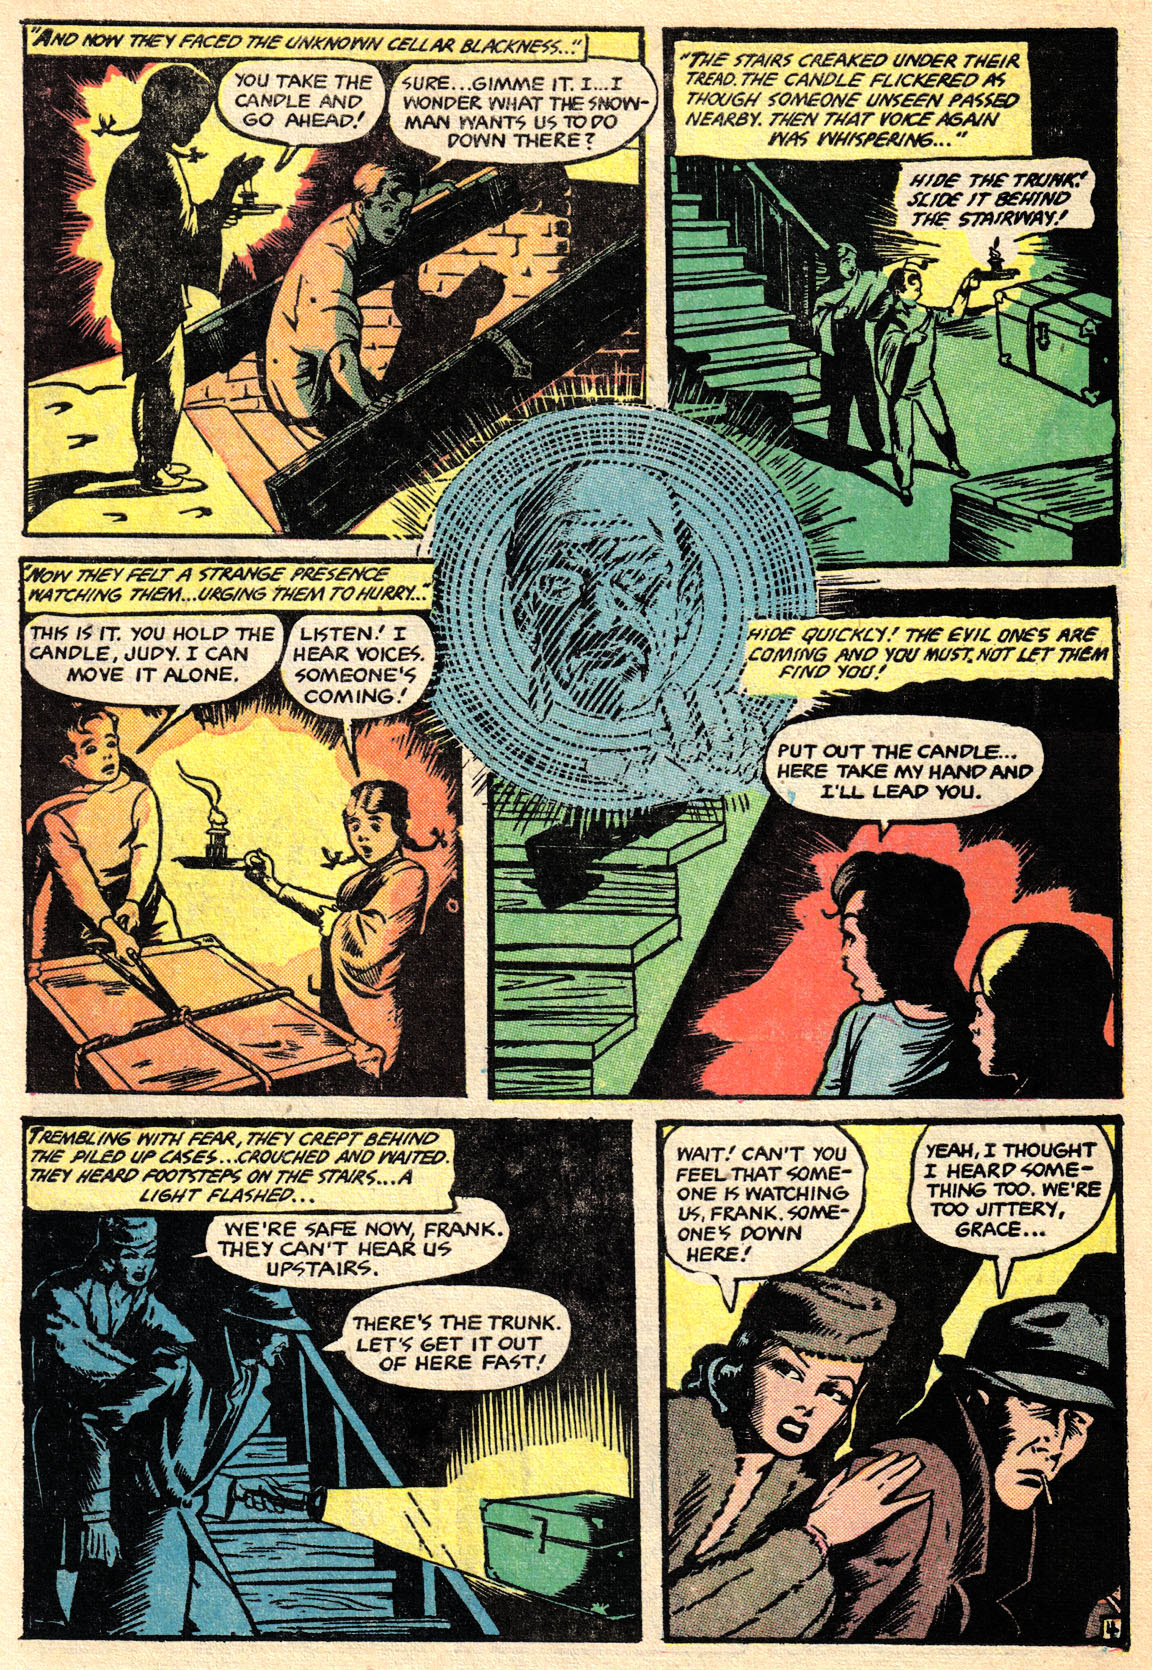 "AND NOW THEY FACED THE UNKNOWN CELLAR BLACKNESS..."
YOU TAKE THE
CANDLE AND
GO AHEAD!
SURE...GIMME IT. I...I
WONDER WHAT THE SNOW-
MAN WANTS US TO DO
DOWN THERE?
"THE STAIRS CREAKED UNDER THEIR
TREAD. THE CANDLE FLICKERED AS
THOUGH SOMEONE UNSEEN PASSED
NEARBY. THEN THAT VOICE AGAIN
WAS WHISPERING..."
HIDE THE TRUNK!
SLIDE IT BEHIND
THE STAIRWAY!
"NOW THEY FELT A STRANGE PRESENCE
WATCHING THEM...URGING THEM TO HURRY..."
THIS IS IT. YOU HOLD THE
CANDLE, JUDY. I CAN
MOVE IT ALONE.
LISTEN! I
HEAR VOICES.
SOMEONE'S
COMING!
HIDE QUICKLY! THE EVIL ONES ARE
COMING AND YOU MUST NOT LET THEM
FIND YOU!
PUT OUT THE CANDLE...
HERE TAKE MY HAND AND
I'LL LEAD YOU.
TREMBLING WITH FEAR, THEY CREPT BEHIND
THE PILED UP CASES...CROUCHED AND WAITED.
THEY HEARD FOOTSTEPS ON THE STAIRS...A
LIGHT FLASHED...
WE'RE SAFE NOW, FRANK.
THEY CAN'T HEAR US
UPSTAIRS.
THERE'S THE TRUNK.
LET'S GET IT OUT
OF HERE FAST!
WAIT! CAN'T YOU
FEEL THAT SOME-
ONE IS WATCHING
US, FRANK. SOME-
ONE'S DOWN
HERE!
YEAH, I THOUGHT
I HEARD SOME-
THING TOO. WE'RE
TOO JITTERY,
GRACE...
4